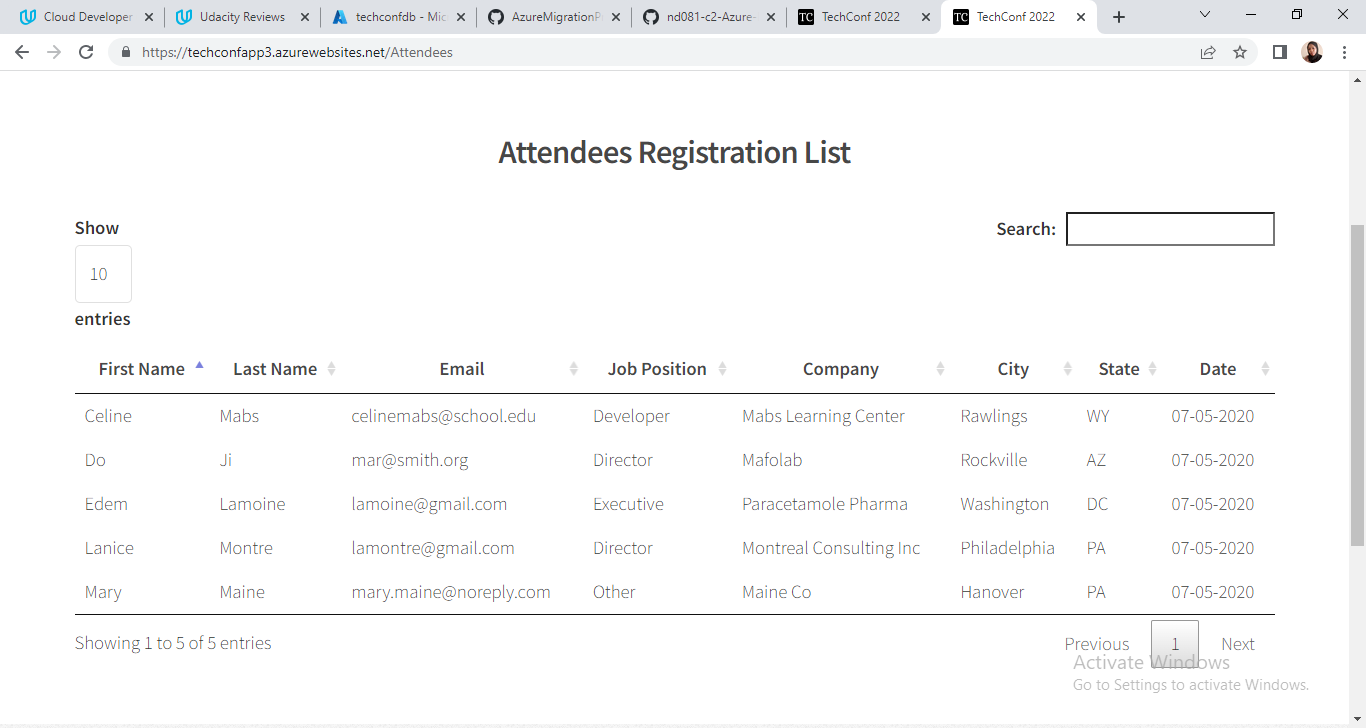 Cloud Developer Udacity Reviews techconfdb - Mic AzureMigrationP nd081-c2-Azure- TC TechConf 2022 TC TechConf 2022
https://techconfapp3.azurewebsites.net/Attendees
Attendees Registration List
Show Search:
10
entries
First Name Last Name Email Job Position Company City State Date
Celine Mabs celinemabs@school.edu Developer Mabs Learning Center Rawlings WY 07-05-2020
Do Ji mar@smith.org Director Mafolab Rockville AZ 07-05-2020
Edem Lamoine lamoine@gmail.com Executive Paracetamole Pharma Washington DC 07-05-2020
Lanice Montre lamontre@gmail.com Director Montreal Consulting Inc Philadelphia PA 07-05-2020
Mary Maine mary.maine@noreply.com Other Maine Co Hanover PA 07-05-2020
Showing 1 to 5 of 5 entries Previous 1 Next
Activate Windows
Go to Settings to activate Windows.